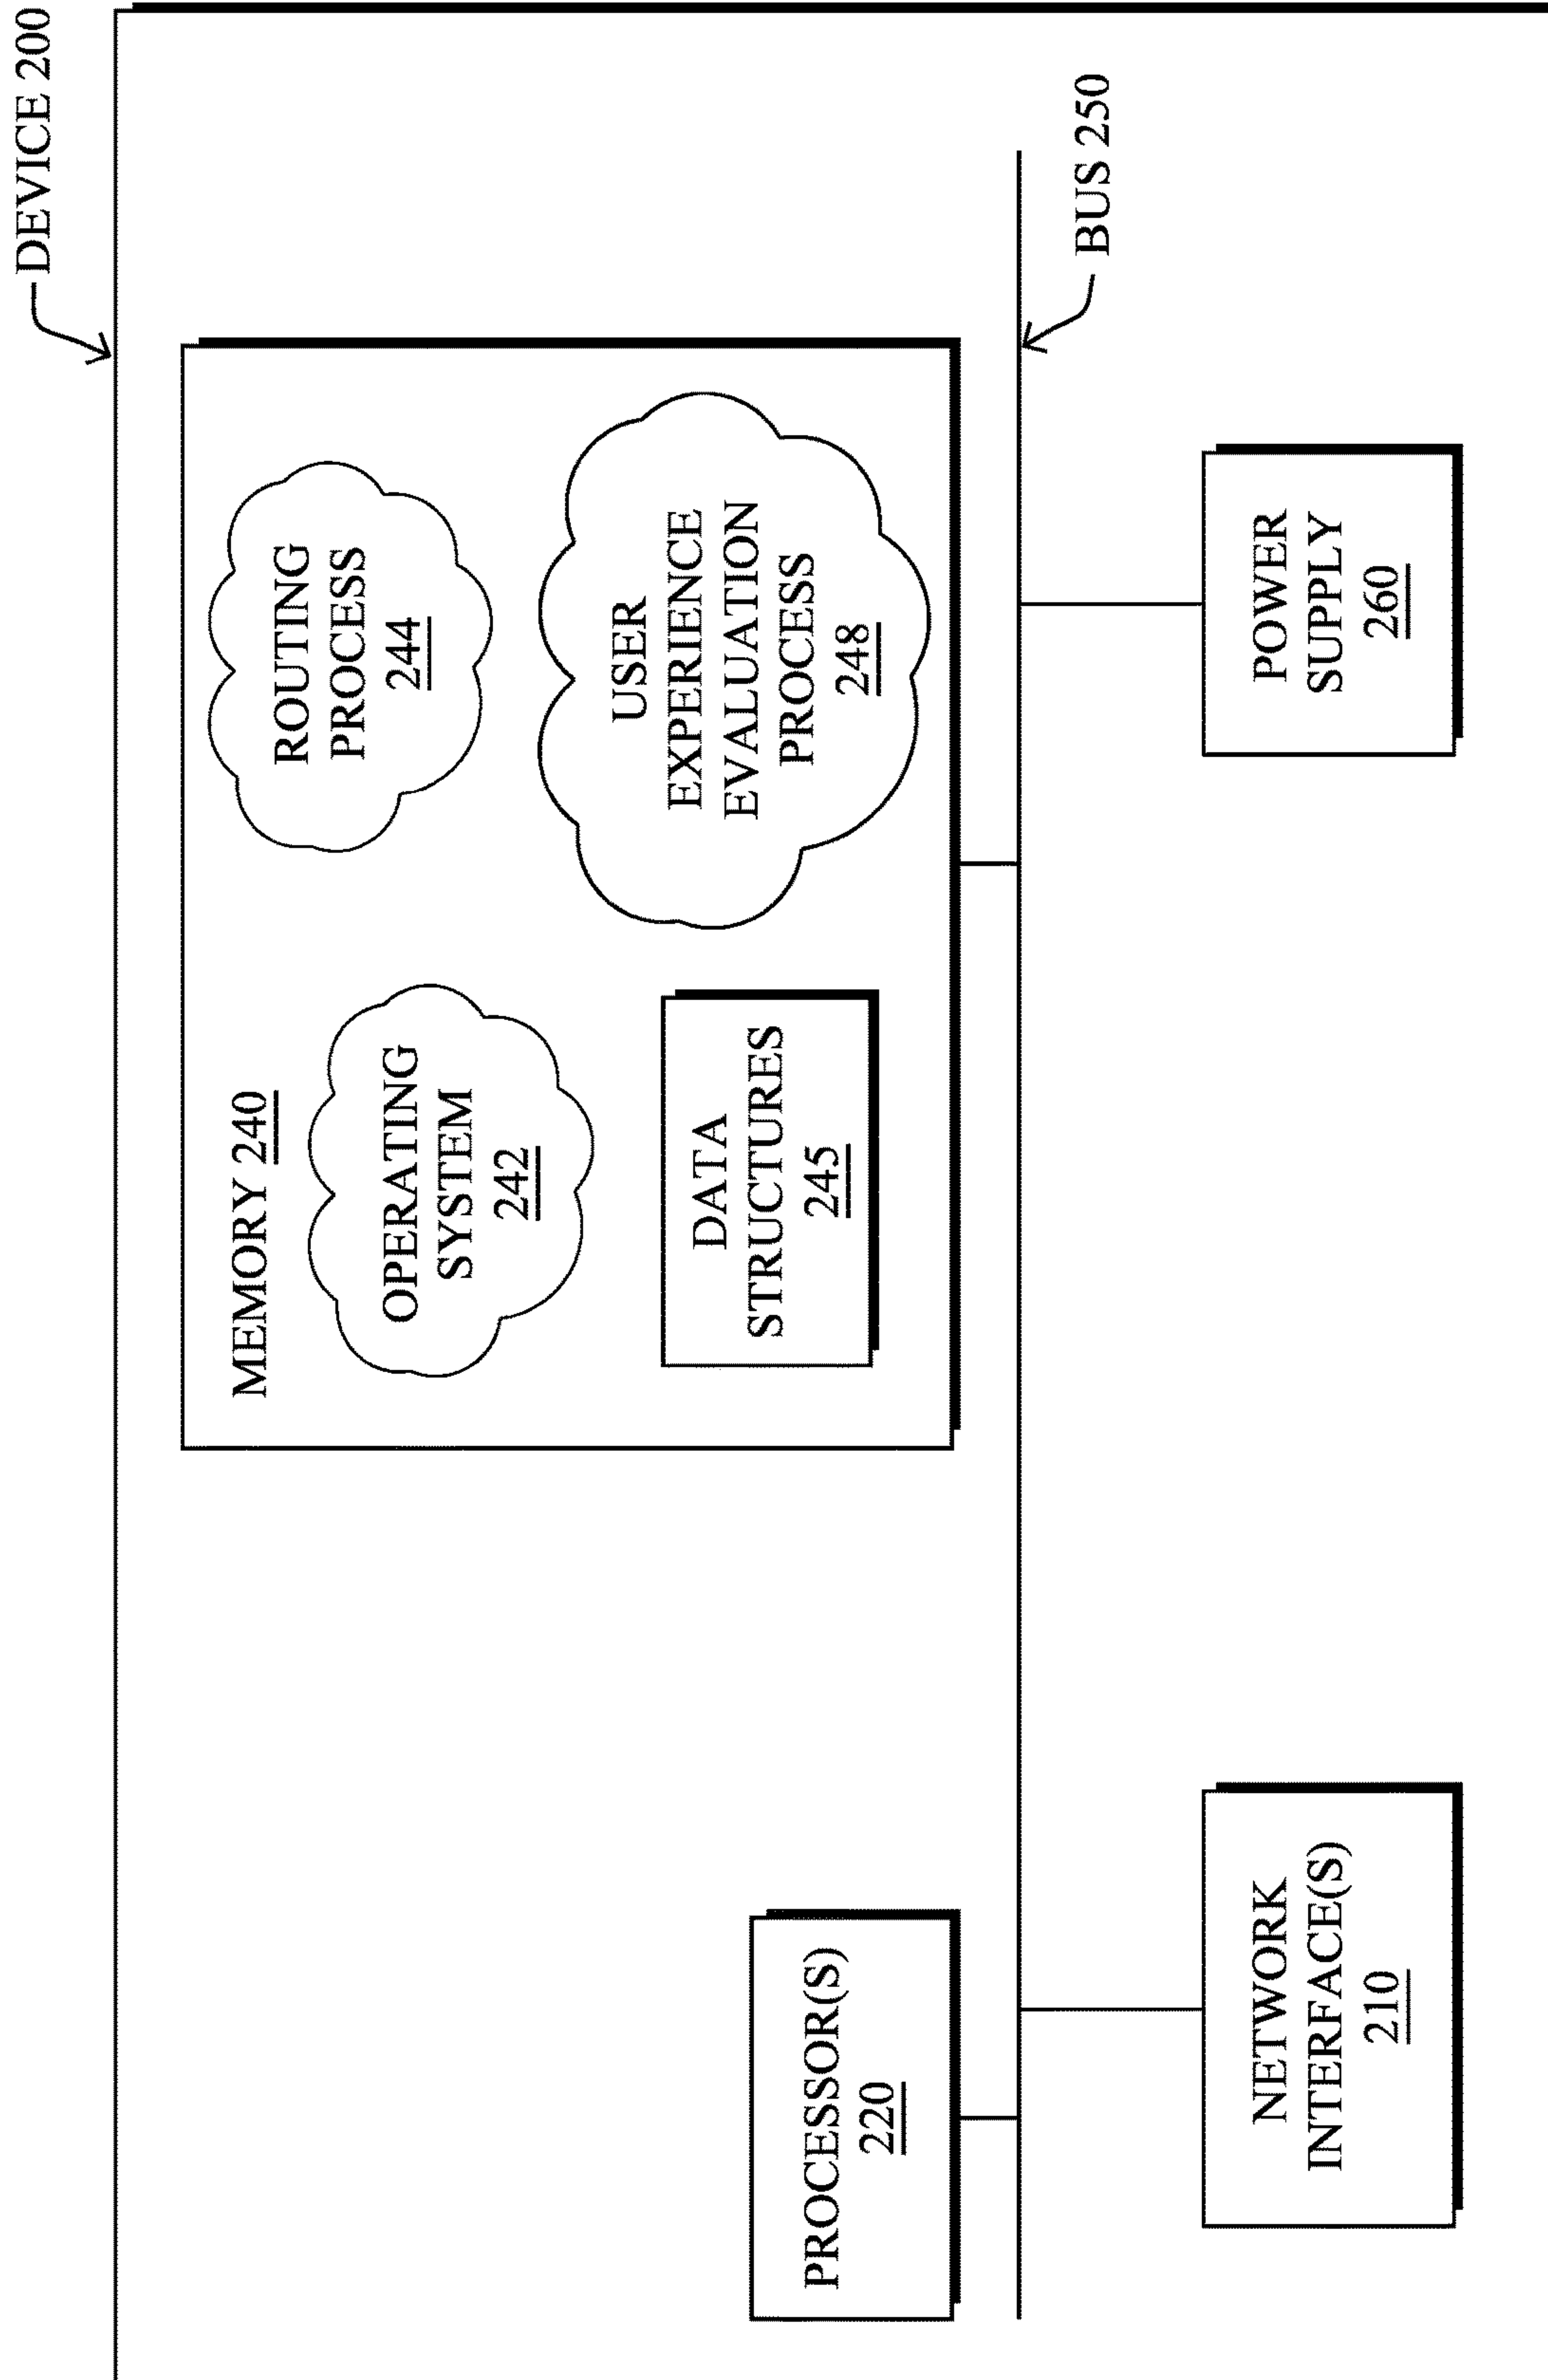 DEVICE 200
MEMORY 240
OPERATING
SYSTEM
242
ROUTING
PROCESS
244
DATA
STRUCTURES
245
USER
EXPERIENCE
EVALUATION
PROCESS
248
PROCESSOR(S)
220
BUS 250
NETWORK
INTERFACE(S)
210
POWER
SUPPLY
260